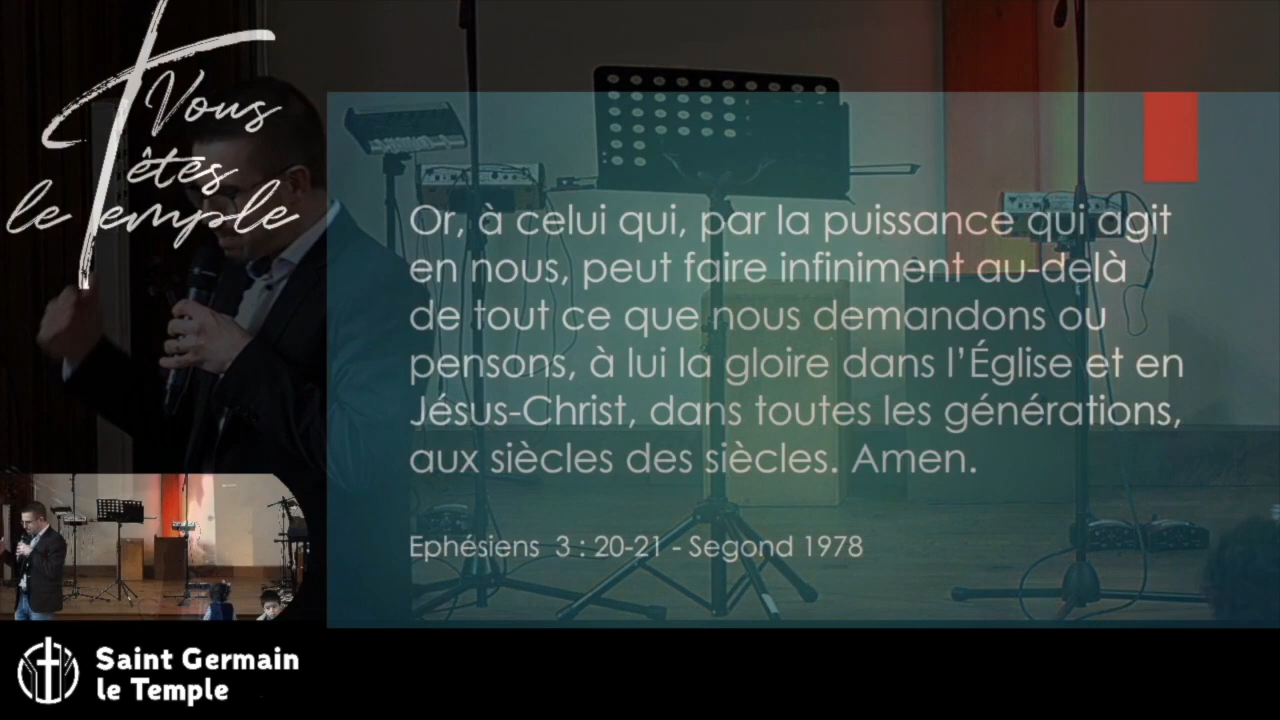 Vous
êtes
le Temple
Or, à celui qui, par la puissance qui agit
en nous, peut faire infiniment au-delà
de tout ce que nous demandons ou
pensons, à lui la gloire dans l’Église et en
Jésus-Christ, dans toutes les générations,
aux siècles des siècles. Amen.
Ephésiens 3 : 20-21 - Segond 1978
Saint Germain
le Temple